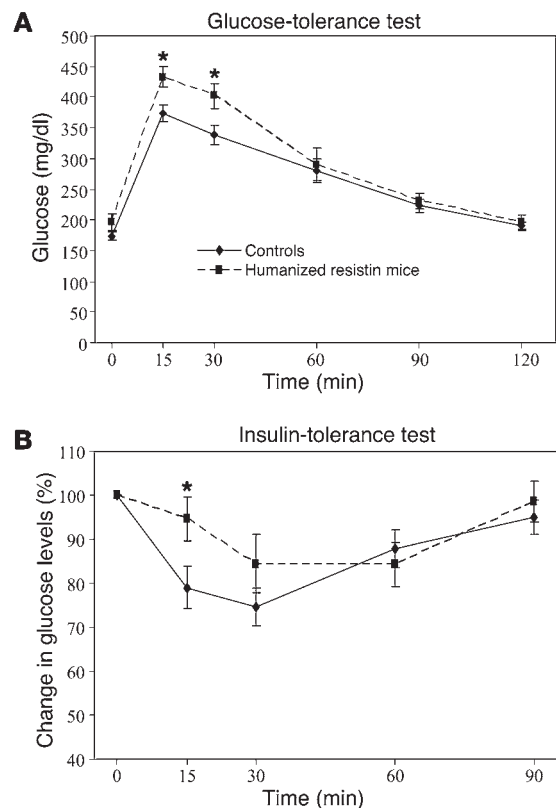 A
Glucose-tolerance test
500
450
400
350
300
250
200
150
100
50
0
Glucose (mg/dl)
*
*
Controls
Humanized resistin mice
0 15 30 60 90 120
Time (min)
B
Insulin-tolerance test
110
100
90
80
70
60
50
40
Change in glucose levels (%)
*
0 15 30 60 90
Time (min)